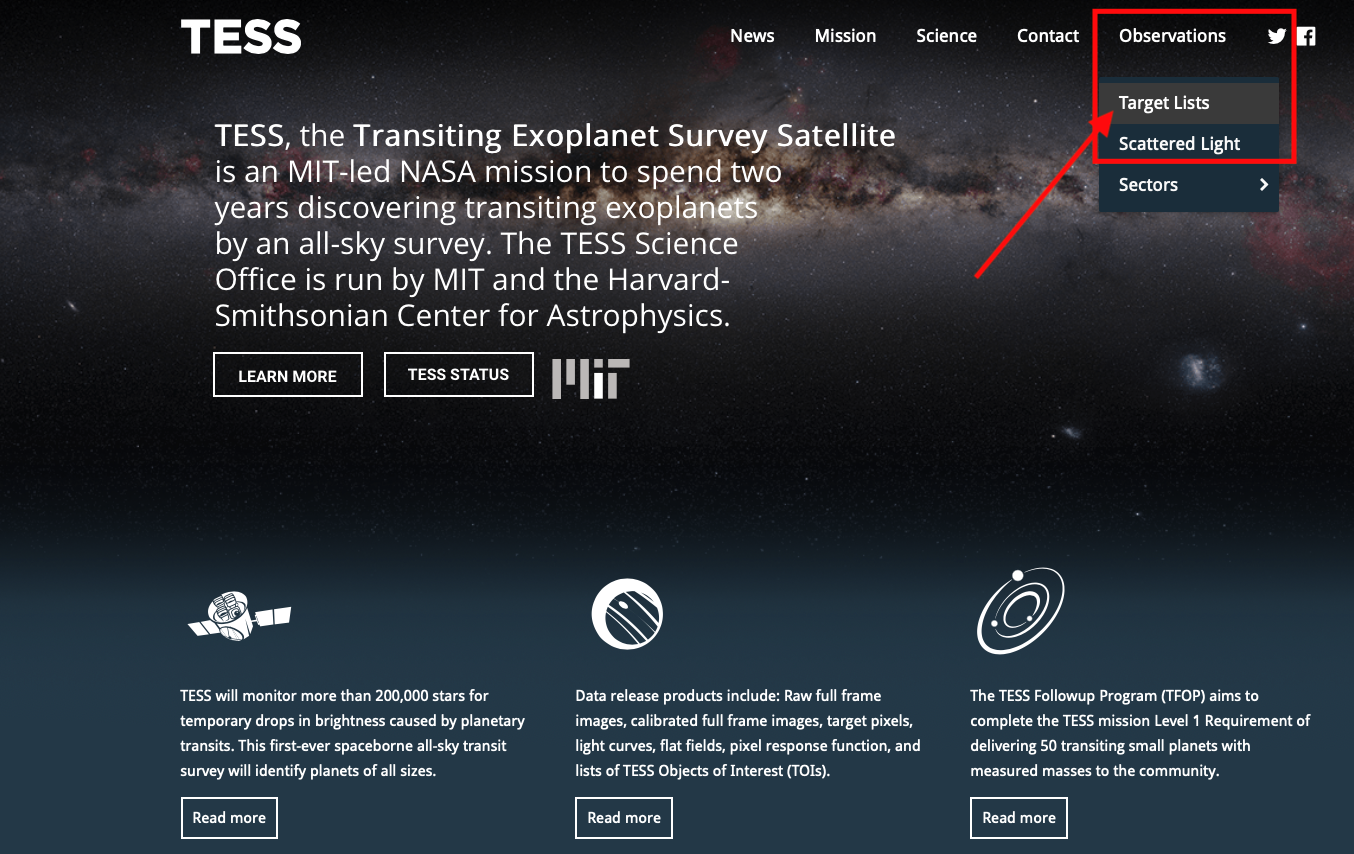 TESS
News Mission Science Contact Observations
Target Lists
Scattered Light
Sectors
TESS, the Transiting Exoplanet Survey Satellite
is an MIT-led NASA mission to spend two
years discovering transiting exoplanets
by an all-sky survey. The TESS Science
Office is run by MIT and the Harvard-
Smithsonian Center for Astrophysics.
LEARN MORE
TESS STATUS
MIT
TESS will monitor more than 200,000 stars for
temporary drops in brightness caused by planetary
transits. This first-ever spaceborne all-sky transit
survey will identify planets of all sizes.
Read more
Data release products include: Raw full frame
images, calibrated full frame images, target pixels,
light curves, flat fields, pixel response function, and
lists of TESS Objects of Interest (TOIs).
Read more
The TESS Followup Program (TFOP) aims to
complete the TESS mission Level 1 Requirement of
delivering 50 transiting small planets with
measured masses to the community.
Read more